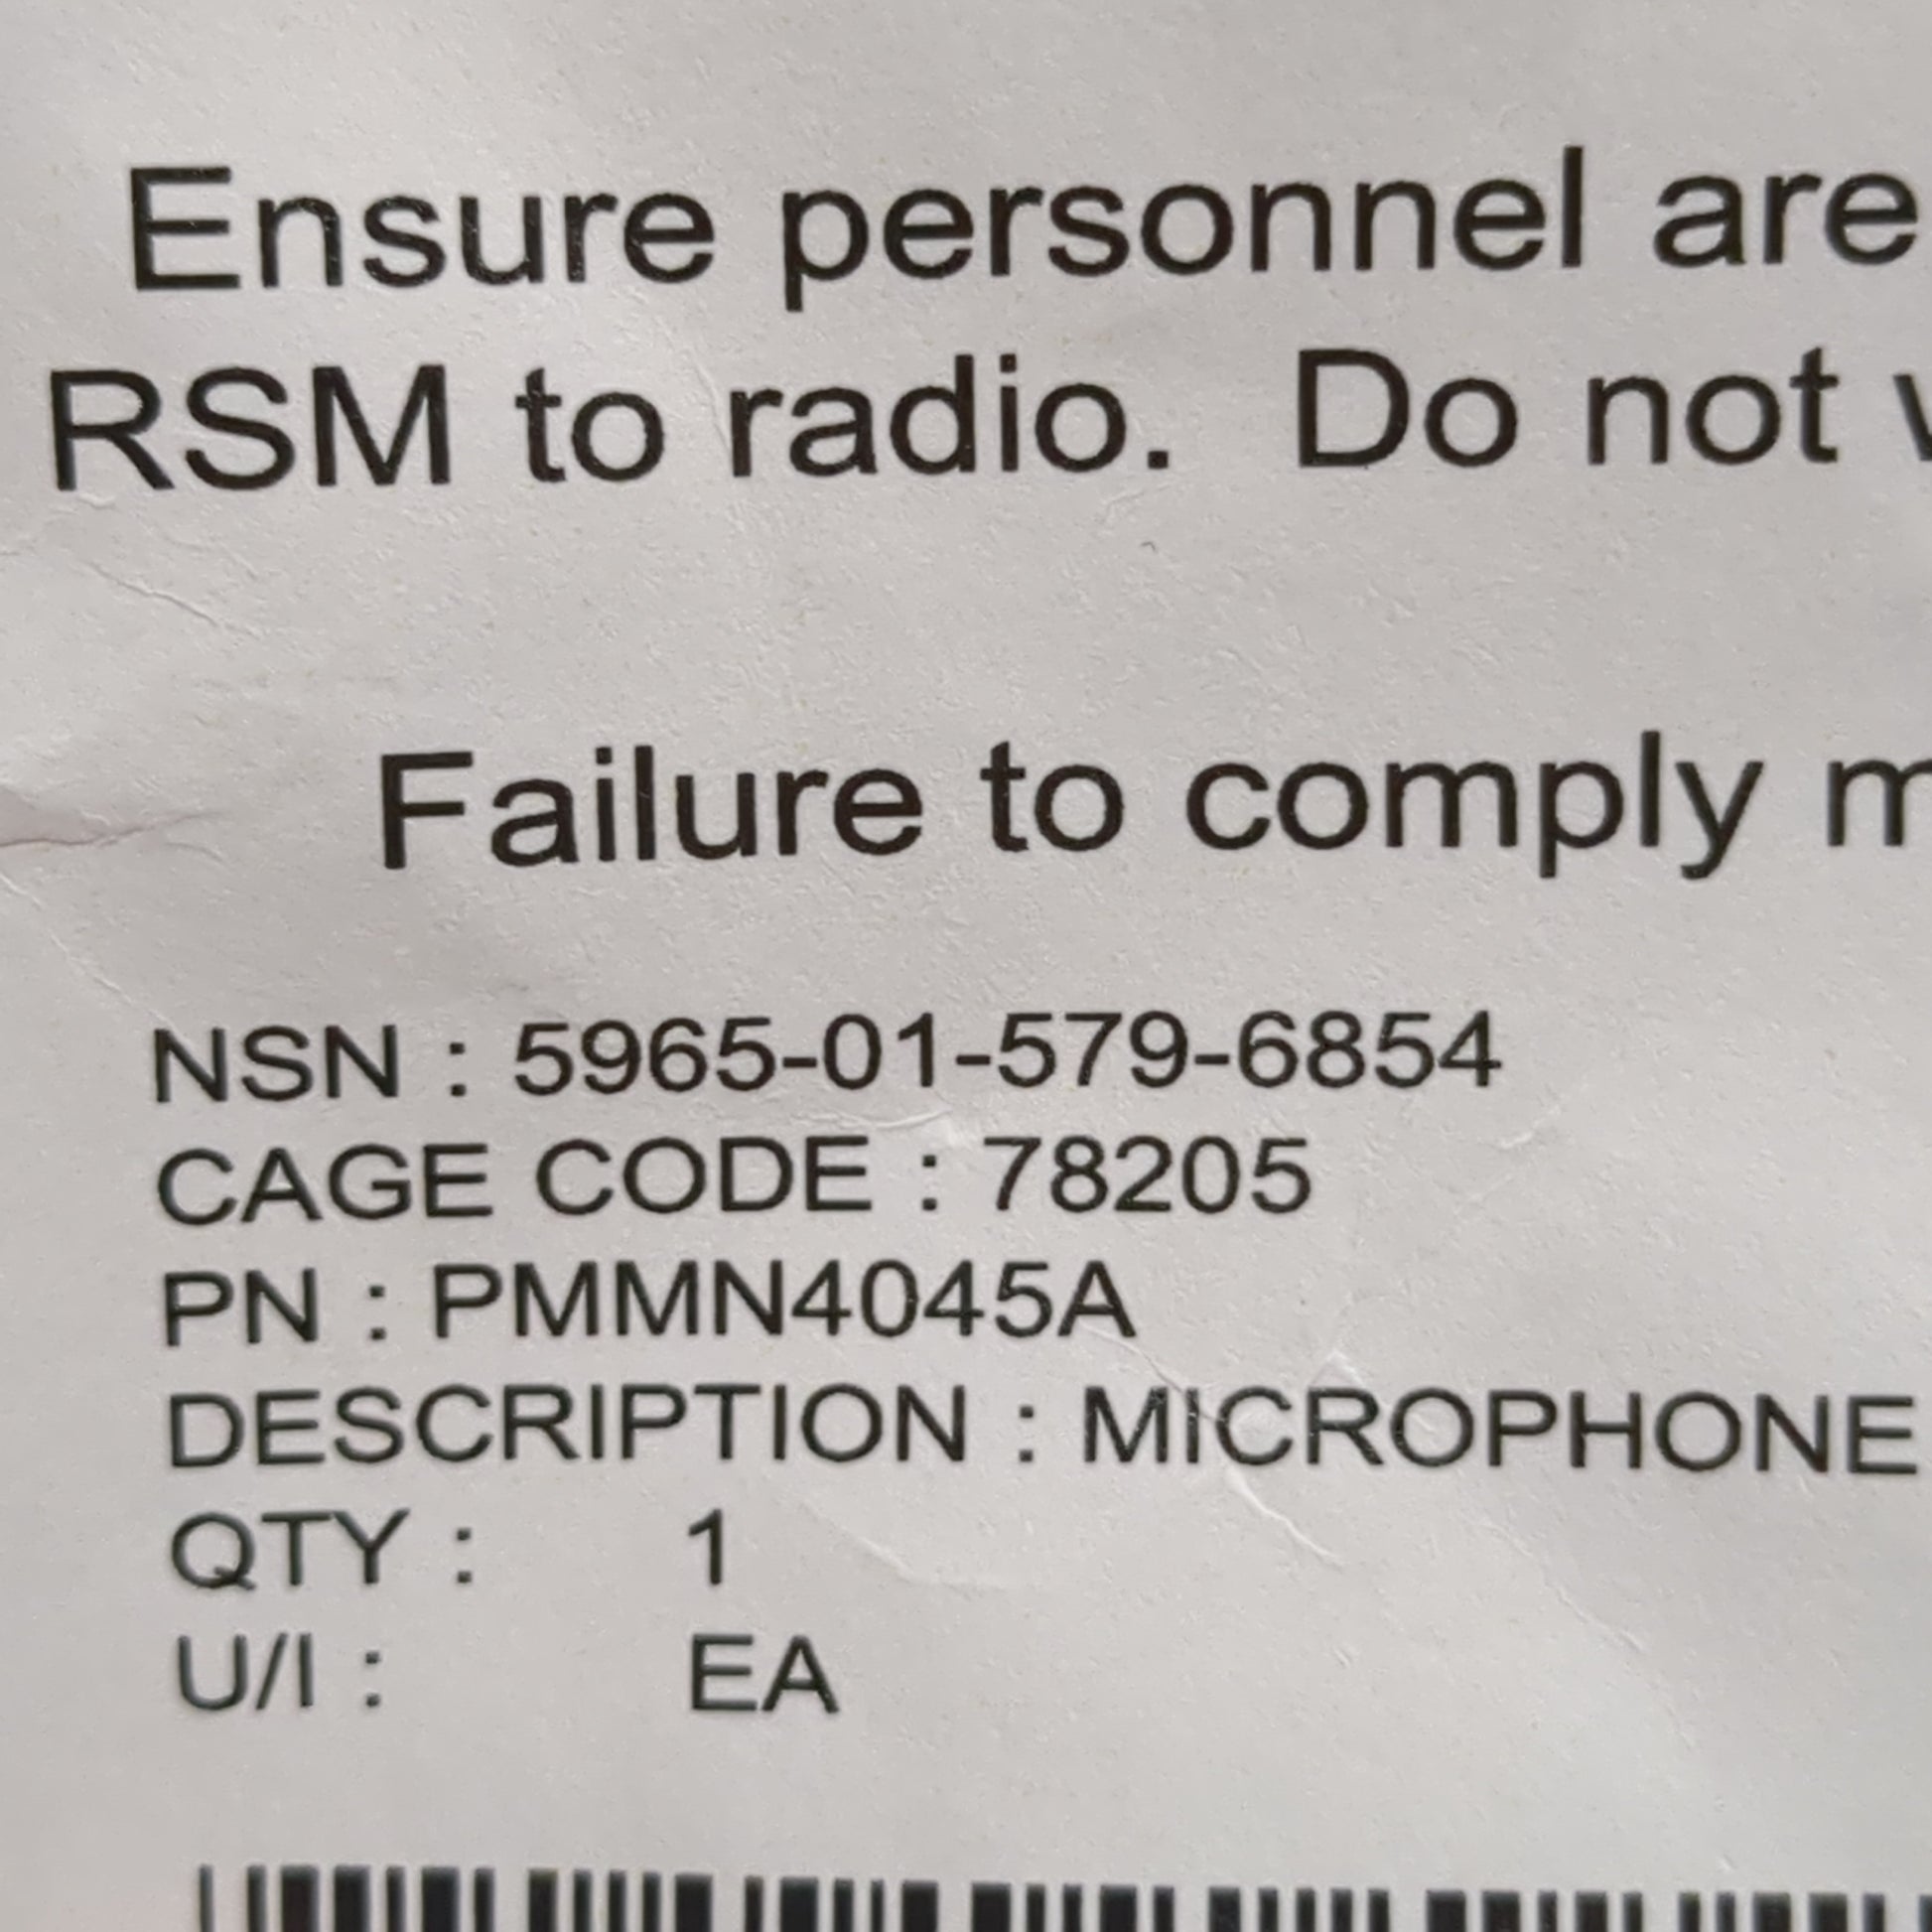 Ensure personnel are
RSM to radio.  Do not
Failure to comply
NSN : 5965-01-579-6854
CAGE CODE : 78205
PN : PMMN4045A
DESCRIPTION : MICROPHONE
QTY : 1
U/I : EA